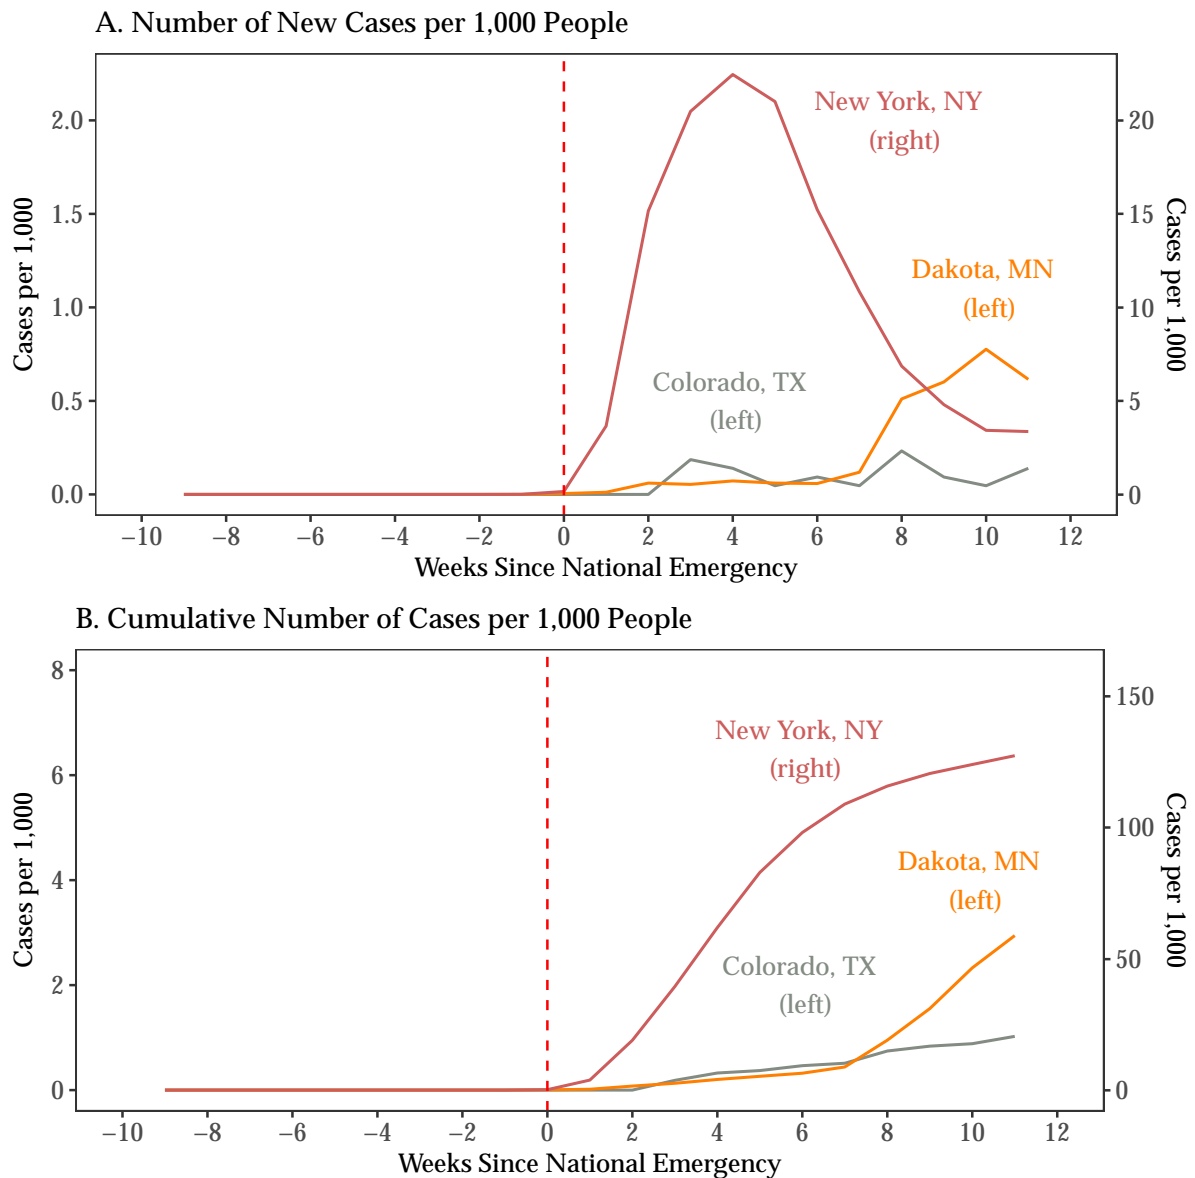 A. Number of New Cases per 1,000 People
Cases per 1,000
2.0
1.5
1.0
0.5
0.0
New York, NY
(right)
Dakota, MN
(left)
Colorado, TX
(left)
20
15
10
5
0
Cases per 1,000
−10 −8 −6 −4 −2 0 2 4 6 8 10 12
Weeks Since National Emergency
B. Cumulative Number of Cases per 1,000 People
Cases per 1,000
8
6
4
2
0
New York, NY
(right)
Dakota, MN
(left)
Colorado, TX
(left)
150
100
50
0
Cases per 1,000
−10 −8 −6 −4 −2 0 2 4 6 8 10 12
Weeks Since National Emergency